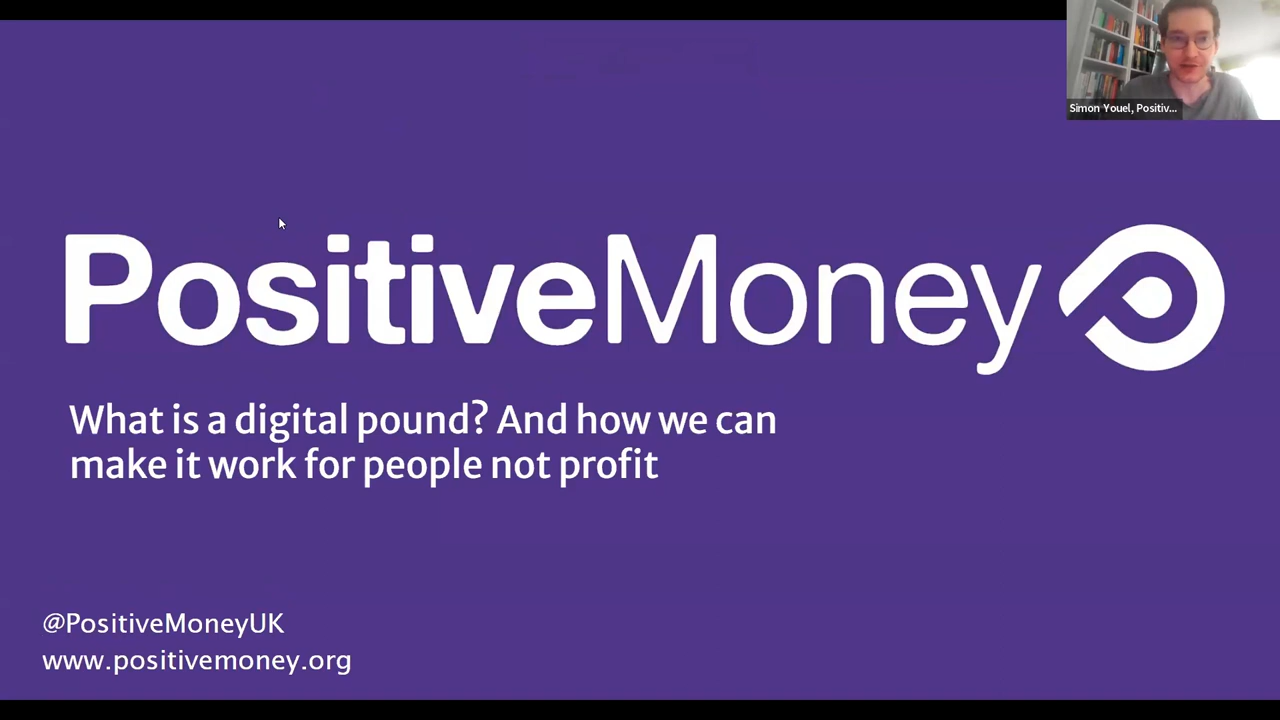 Simon Youel, Positiv...
PositiveMoney
What is a digital pound? And how we can
make it work for people not profit
@PositiveMoneyUK
www.positivemoney.org